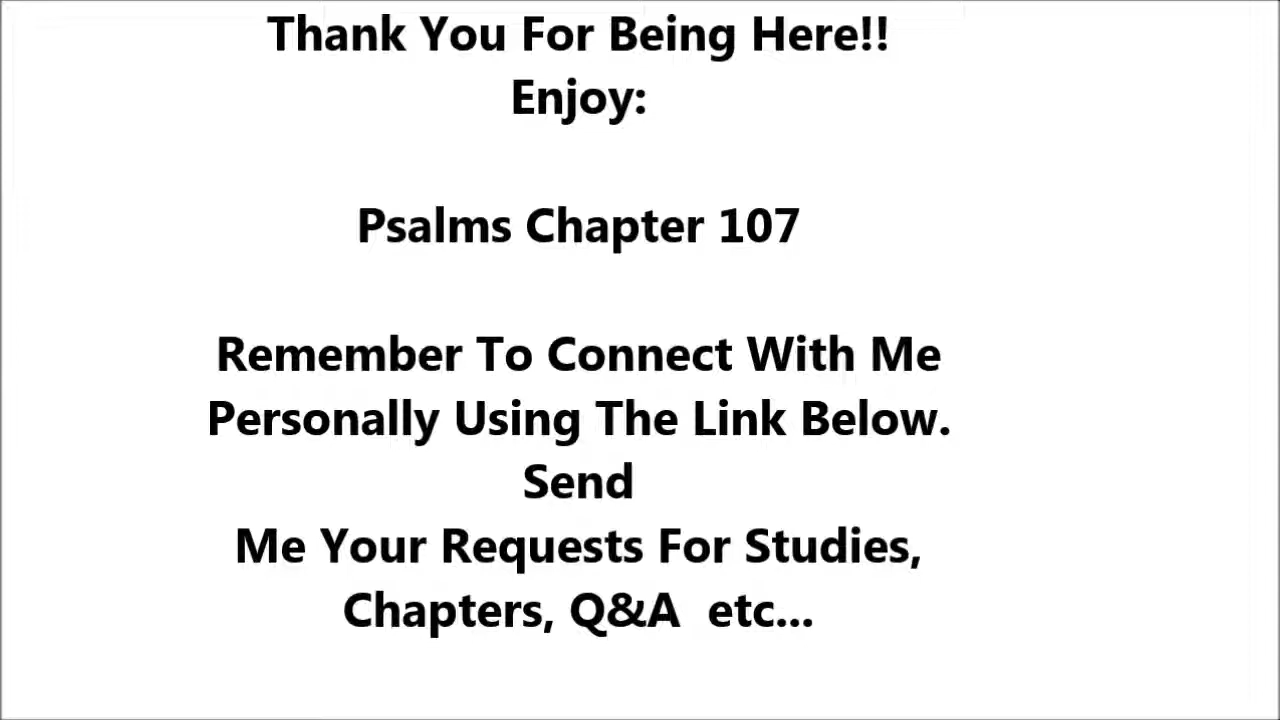 Thank You For Being Here!!
Enjoy:
Psalms Chapter 107
Remember To Connect With Me
Personally Using The Link Below.
Send
Me Your Requests For Studies,
Chapters, Q&A  etc...